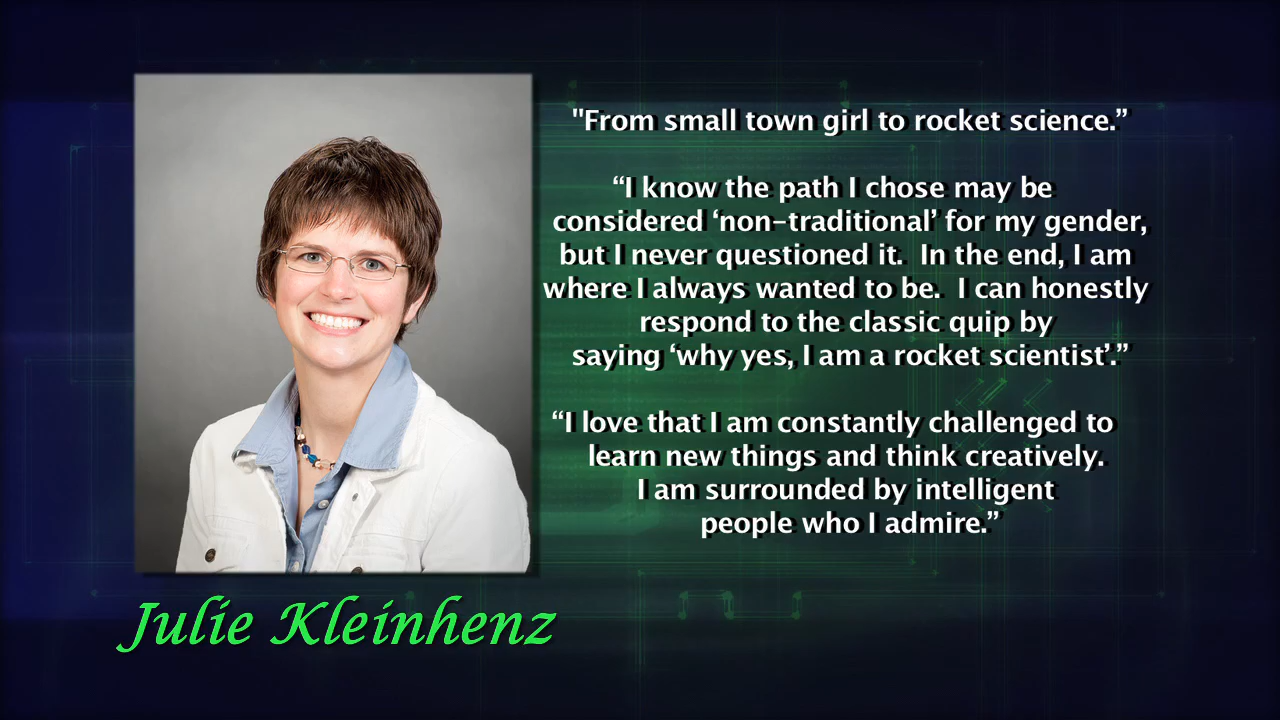 "From small town girl to rocket science.”
“I know the path I chose may be
considered ‘non-traditional’ for my gender,
but I never questioned it.  In the end, I am
where I always wanted to be.  I can honestly
respond to the classic quip by
saying ‘why yes, I am a rocket scientist’.”
“I love that I am constantly challenged to
learn new things and think creatively.
I am surrounded by intelligent
people who I admire.”
Julie Kleinhenz